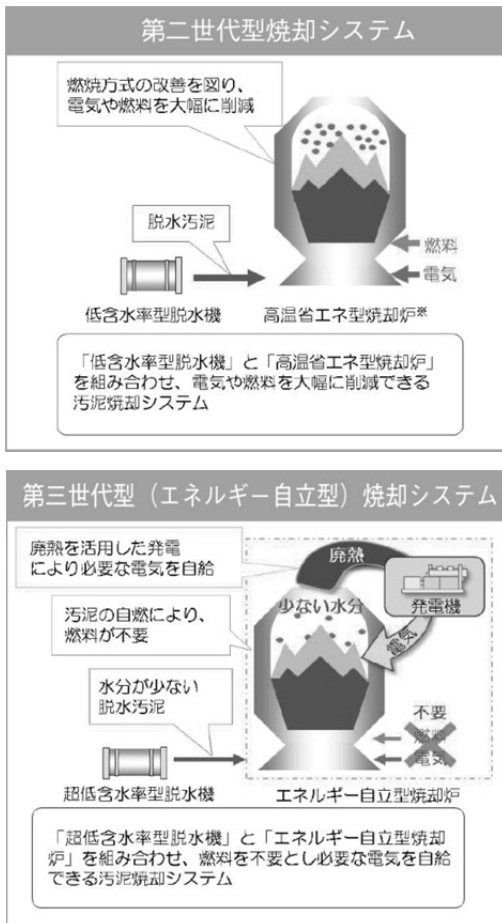 第二世代型焼却システム
燃焼方式の改善を図り、
電気や燃料を大幅に削減
脱水汚泥
燃料
電気
低含水率型脱水機
高温省エネ型焼却炉※
「低含水率型脱水機」と「高温省エネ型焼却炉」
を組み合わせ、電気や燃料を大幅に削減できる
汚泥焼却システム
第三世代型（エネルギー自立型）焼却システム
廃熱を活用した発電
により必要な電気を自給
廃熱
発電機
少ない水分
電気
汚泥の自燃により、
燃料が不要
水分が少ない
脱水汚泥
不要
燃料
電気
超低含水率型脱水機
エネルギー自立型焼却炉
「超低含水率型脱水機」と「エネルギー自立型焼却
炉」を組み合わせ、燃料を不要とし必要な電気を自給
できる汚泥焼却システム